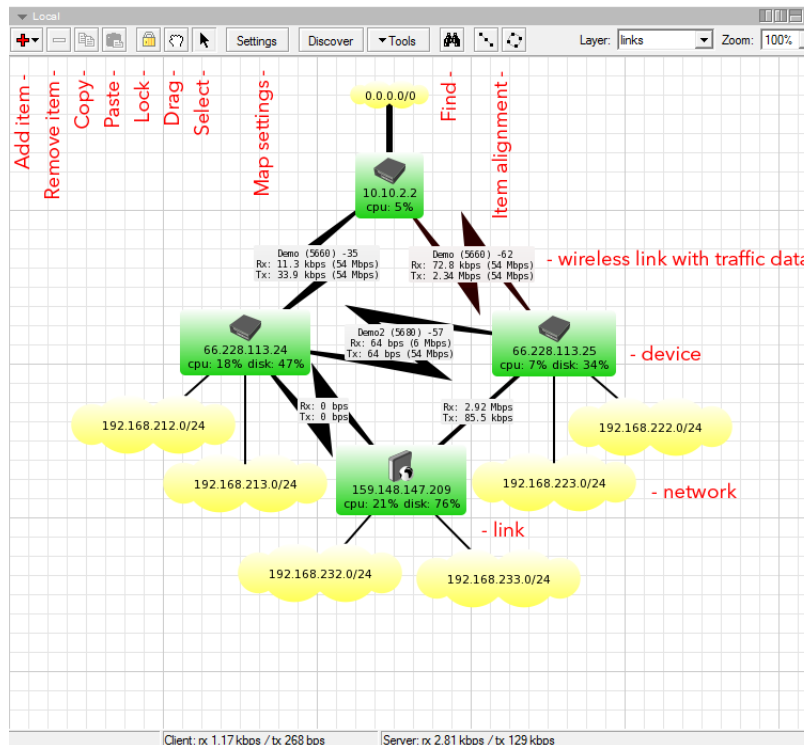 Local
Settings
Discover
Tools
Layer:
links
Zoom:
100%
Add item -
Remove item -
Copy -
Paste -
Lock -
Drag -
Select -
Map settings-
Find -
Item alignment -
0.0.0.0/0
10.10.2.2
cpu: 5%
Demo (5660) -35
Rx: 11.3 kbps (54 Mbps)
Tx: 33.9 kbps (54 Mbps)
Demo (5660) -62
Rx: 72.8 kbps (54 Mbps)
Tx: 2.34 Mbps (54 Mbps)
- wireless link with traffic data
66.228.113.24
cpu: 18% disk: 47%
Demo2 (5680) -57
Rx: 64 bps (6 Mbps)
Tx: 64 bps (54 Mbps)
66.228.113.25
cpu: 7% disk: 34%
- device
Rx: 0 bps
Tx: 0 bps
Rx: 2.92 Mbps
Tx: 85.5 kbps
192.168.212.0/24
192.168.222.0/24
192.168.213.0/24
159.148.147.209
cpu: 21% disk: 76%
192.168.223.0/24
- network
- link
192.168.232.0/24
192.168.233.0/24
Client: rx 1.17 kbps / tx 268 bps
Server: rx 2.81 kbps / tx 129 kbps